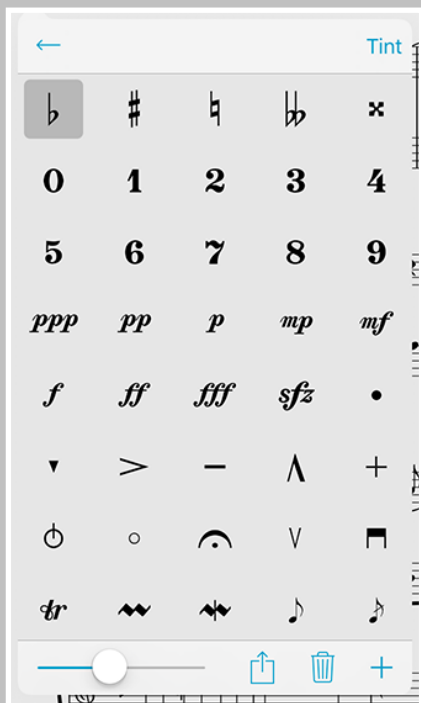 Tint
♭ ♯ ♮ 𝄫 𝄪
0 1 2 3 4
5 6 7 8 9
ppp pp p mp mf
f ff fff sfz
tr